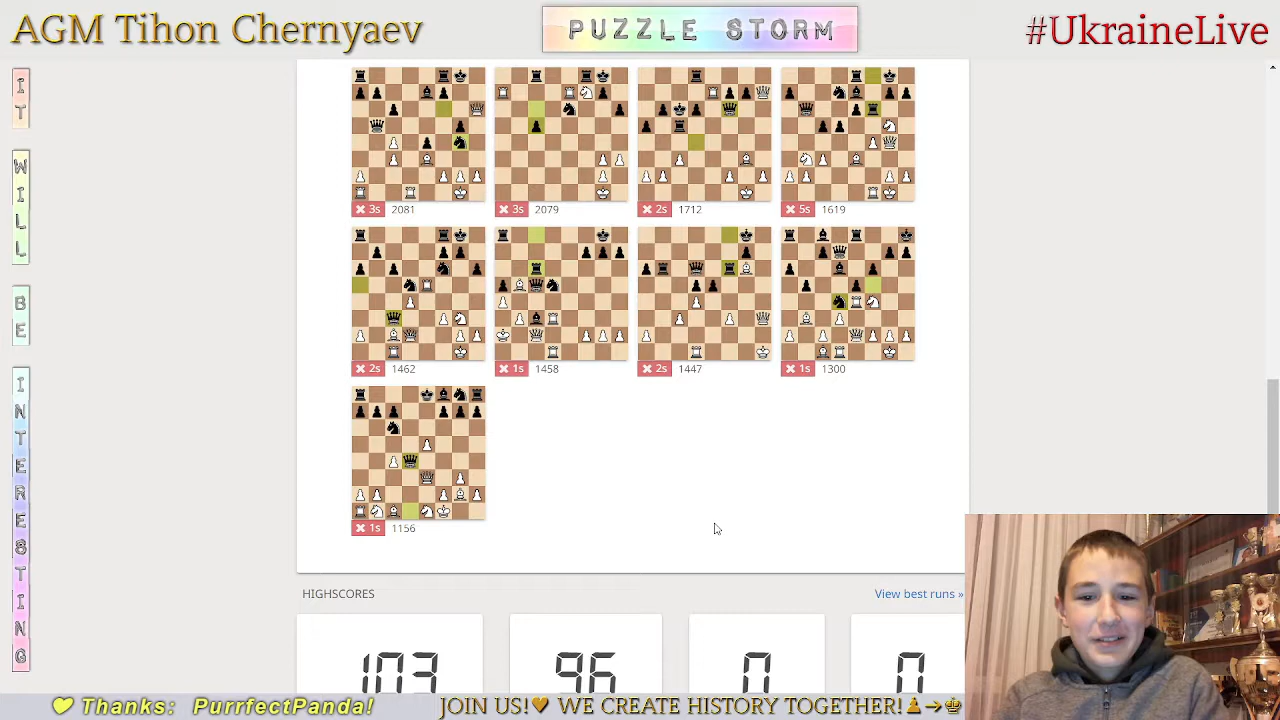 AGM Tihon Chernyaev
PUZZLE STORM
#UkraineLive
IT
WILL
BE
INTERESTING
3s 2081
3s 2079
2s 1712
5s 1619
2s 1462
1s 1458
2s 1447
1s 1300
1s 1156
HIGHSCORES
View best runs »
103
96
0
0
Thanks: PurrfectPanda!
JOIN US! WE CREATE HISTORY TOGETHER!